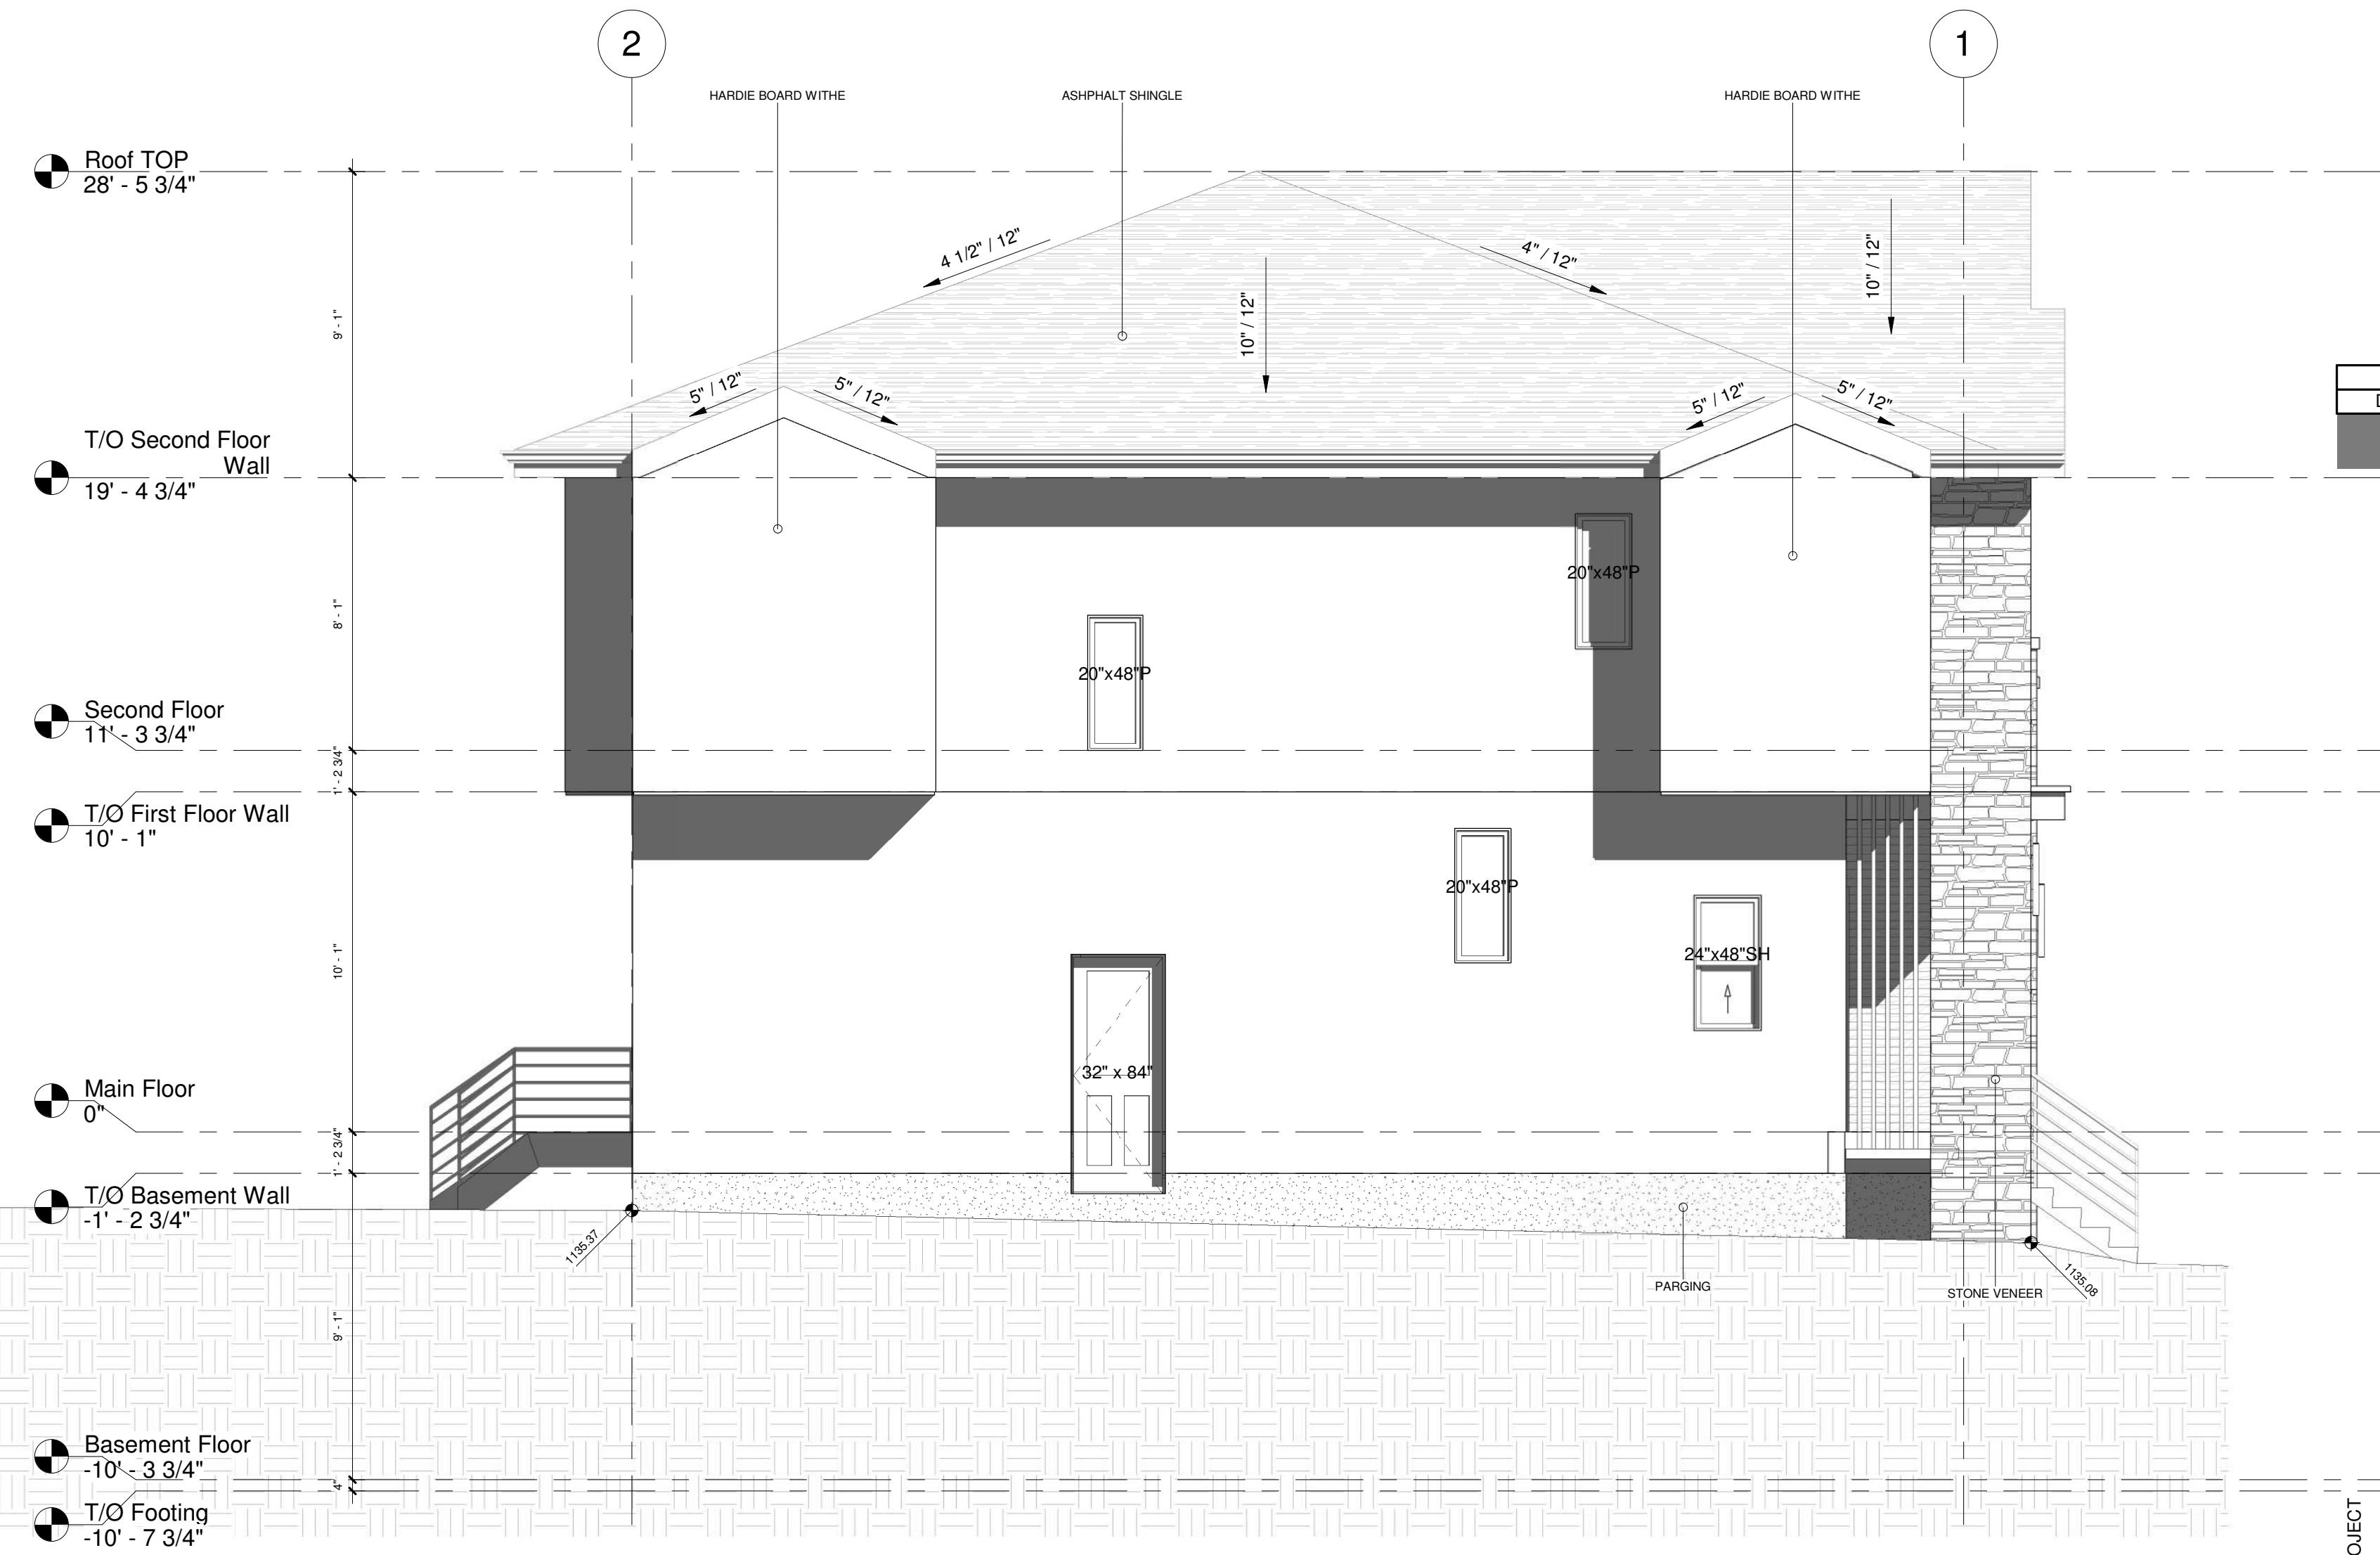 2
1
HARDIE BOARD WITHE
ASHPHALT SHINGLE
HARDIE BOARD WITHE
Roof TOP
28' - 5 3/4"
4 1/2" / 12"
4" / 12"
10" / 12"
10" / 12"
9' - 1"
5" / 12"
5" / 12"
5" / 12"
5" / 12"
T/O Second Floor
Wall
19' - 4 3/4"
20"x48"P
8' - 1"
20"x48"P
Second Floor
11' - 3 3/4"
1' - 2 3/4"
T/O First Floor Wall
10' - 1"
20"x48"P
24"x48"SH
10' - 1"
32" x 84"
Main Floor
0"
1' - 2 3/4"
T/O Basement Wall
-1' - 2 3/4"
1135.37
1135.08
PARGING
STONE VENEER
9' - 1"
Basement Floor
-10' - 3 3/4"
4"
T/O Footing
-10' - 7 3/4"
OJECT